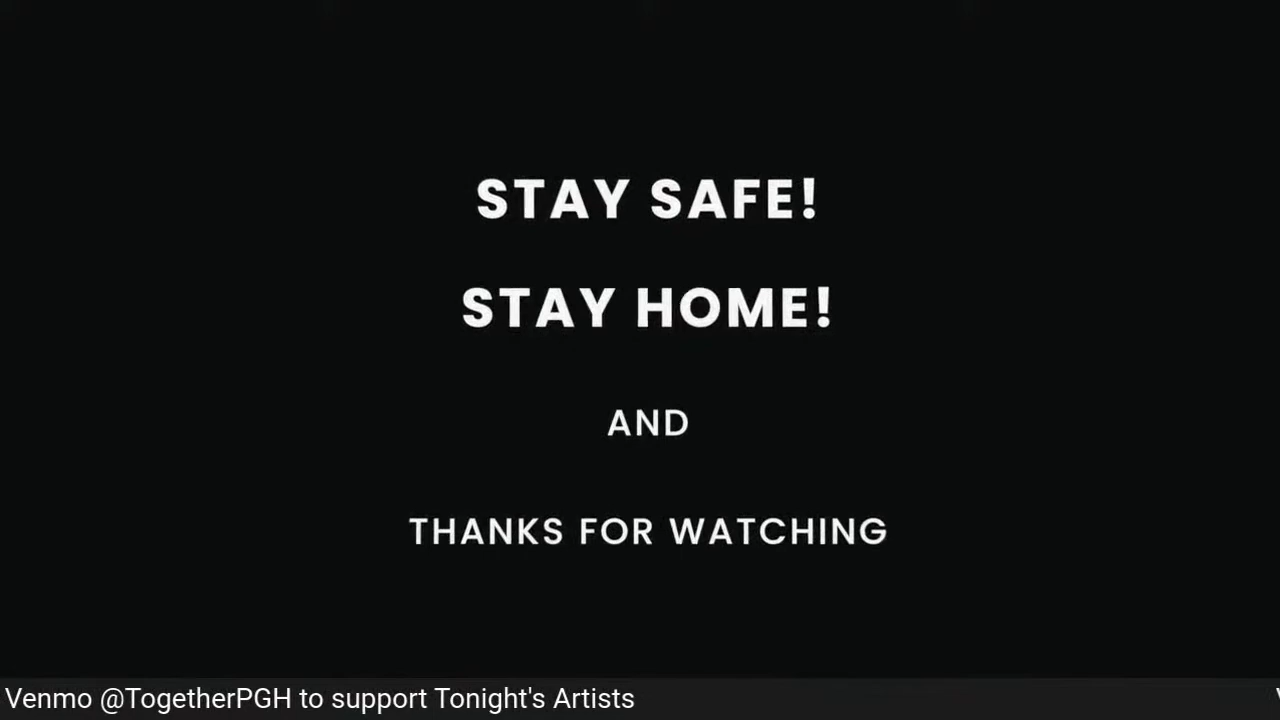 STAY SAFE!
STAY HOME!
AND
THANKS FOR WATCHING
Venmo @TogetherPGH to support Tonight's Artists